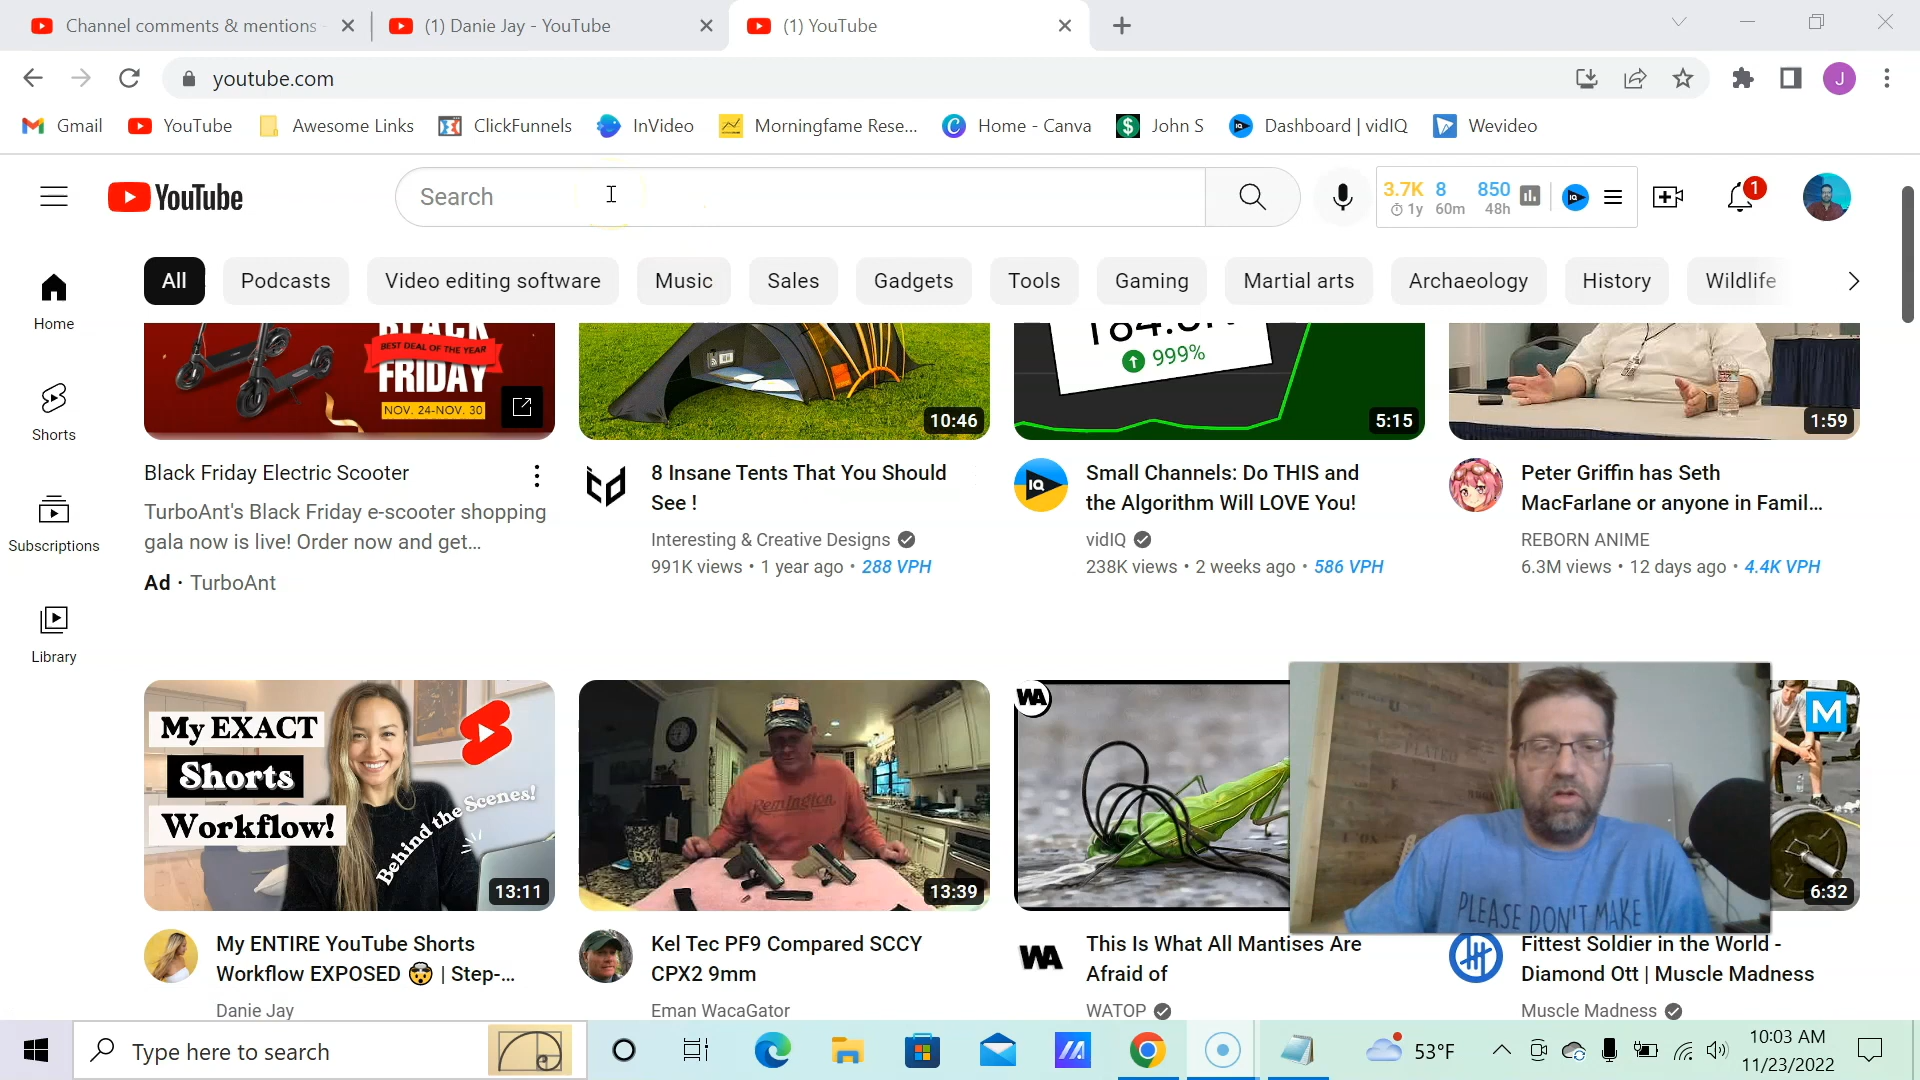 Channel comments & mentions -
(1) Danie Jay - YouTube
(1) YouTube
youtube.com
J
Gmail
YouTube
Awesome Links
ClickFunnels
InVideo
Morningfame Rese...
Home - Canva
John S
Dashboard | vidIQ
Wevideo
YouTube
Search
3.7K 8 850
1y 60m 48h
1
All
Podcasts
Video editing software
Music
Sales
Gadgets
Tools
Gaming
Martial arts
Archaeology
History
Wildlife
Home
Shorts
Subscriptions
Library
BLACK
BEST DEAL OF THE YEAR
FRIDAY
NOV. 24-NOV. 30
10:46
999%
5:15
1:59
Black Friday Electric Scooter
TurboAnt's Black Friday e-scooter shopping
gala now is live! Order now and get...
Ad · TurboAnt
8 Insane Tents That You Should
See !
Interesting & Creative Designs
991K views • 1 year ago • 288 VPH
IQ
Small Channels: Do THIS and
the Algorithm Will LOVE You!
vidIQ
238K views • 2 weeks ago • 586 VPH
Peter Griffin has Seth
MacFarlane or anyone in Famil...
REBORN ANIME
6.3M views • 12 days ago • 4.4K VPH
My EXACT
Shorts
Workflow!
Behind the Scenes!
13:11
Remington
13:39
WA
PLEASE DON'T MAKE
M
6:32
My ENTIRE YouTube Shorts
Workflow EXPOSED 🤯 | Step-...
Danie Jay
Kel Tec PF9 Compared SCCY
CPX2 9mm
Eman WacaGator
WA
This Is What All Mantises Are
Afraid of
WATOP
Fittest Soldier in the World -
Diamond Ott | Muscle Madness
Muscle Madness
Type here to search
53°F
10:03 AM
11/23/2022